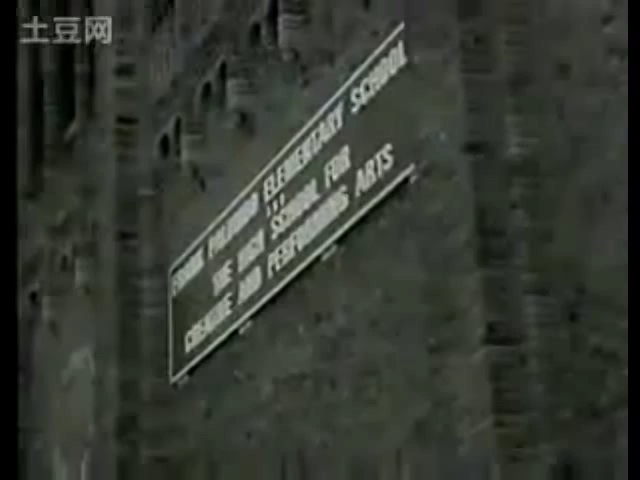 土豆网
FRANK PALUMBO ELEMENTARY SCHOOL
THE HIGH SCHOOL FOR
CREATIVE AND PERFORMING ARTS